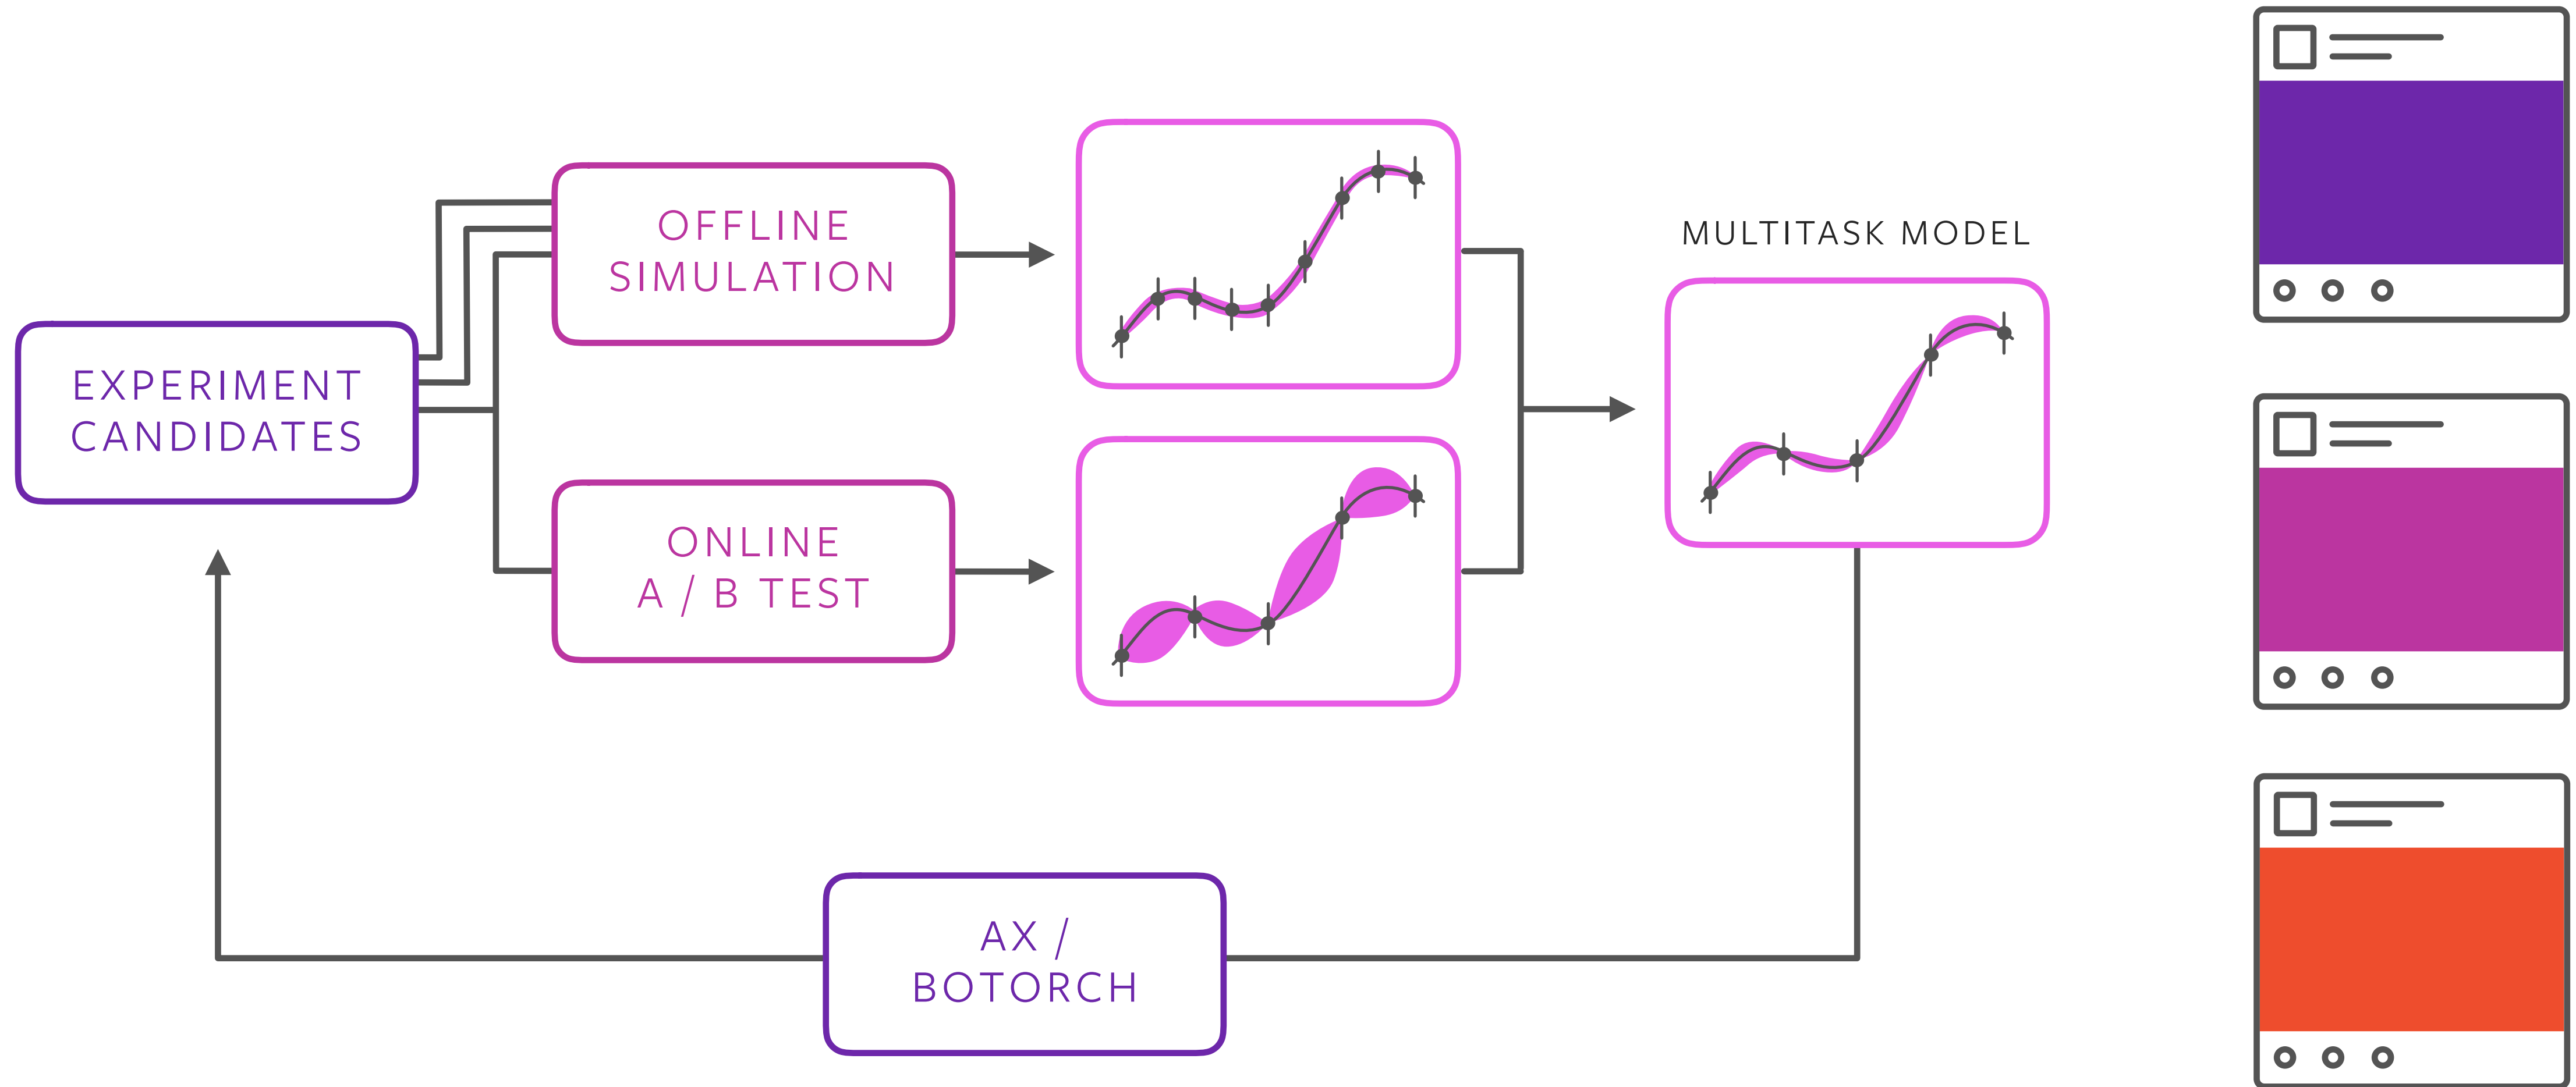 EXPERIMENT
CANDIDATES
OFFLINE
SIMULATION
ONLINE
A / B TEST
MULTITASK MODEL
AX /
BOTORCH